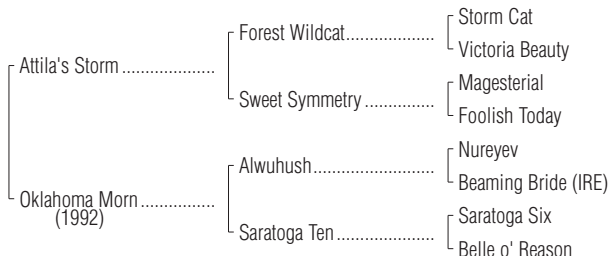 Storm Cat
Forest Wildcat....................
Victoria Beauty
Attila's Storm .....................
Magesterial
Sweet Symmetry ................
Foolish Today
Nureyev
Alwuhush............................
Beaming Bride (IRE)
Oklahoma Morn.................
(1992)
Saratoga Six
Saratoga Ten......................
Belle o' Reason